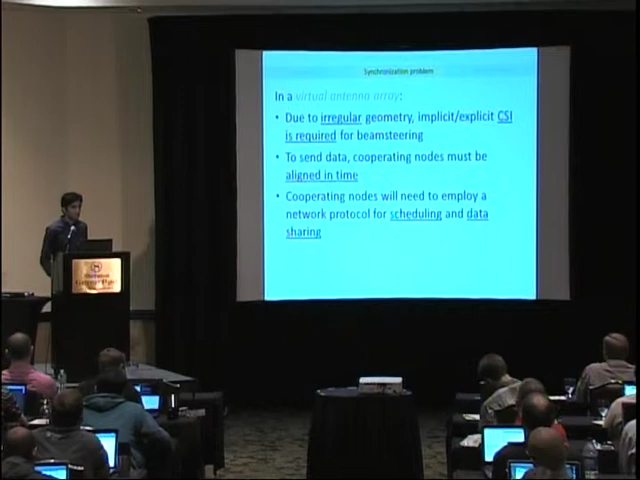 Synchronization problem
In a virtual antenna array:
• Due to irregular geometry, implicit/explicit CSI
is required for beamsteering
• To send data, cooperating nodes must be
aligned in time
• Cooperating nodes will need to employ a
network protocol for scheduling and data
sharing
Sheraton